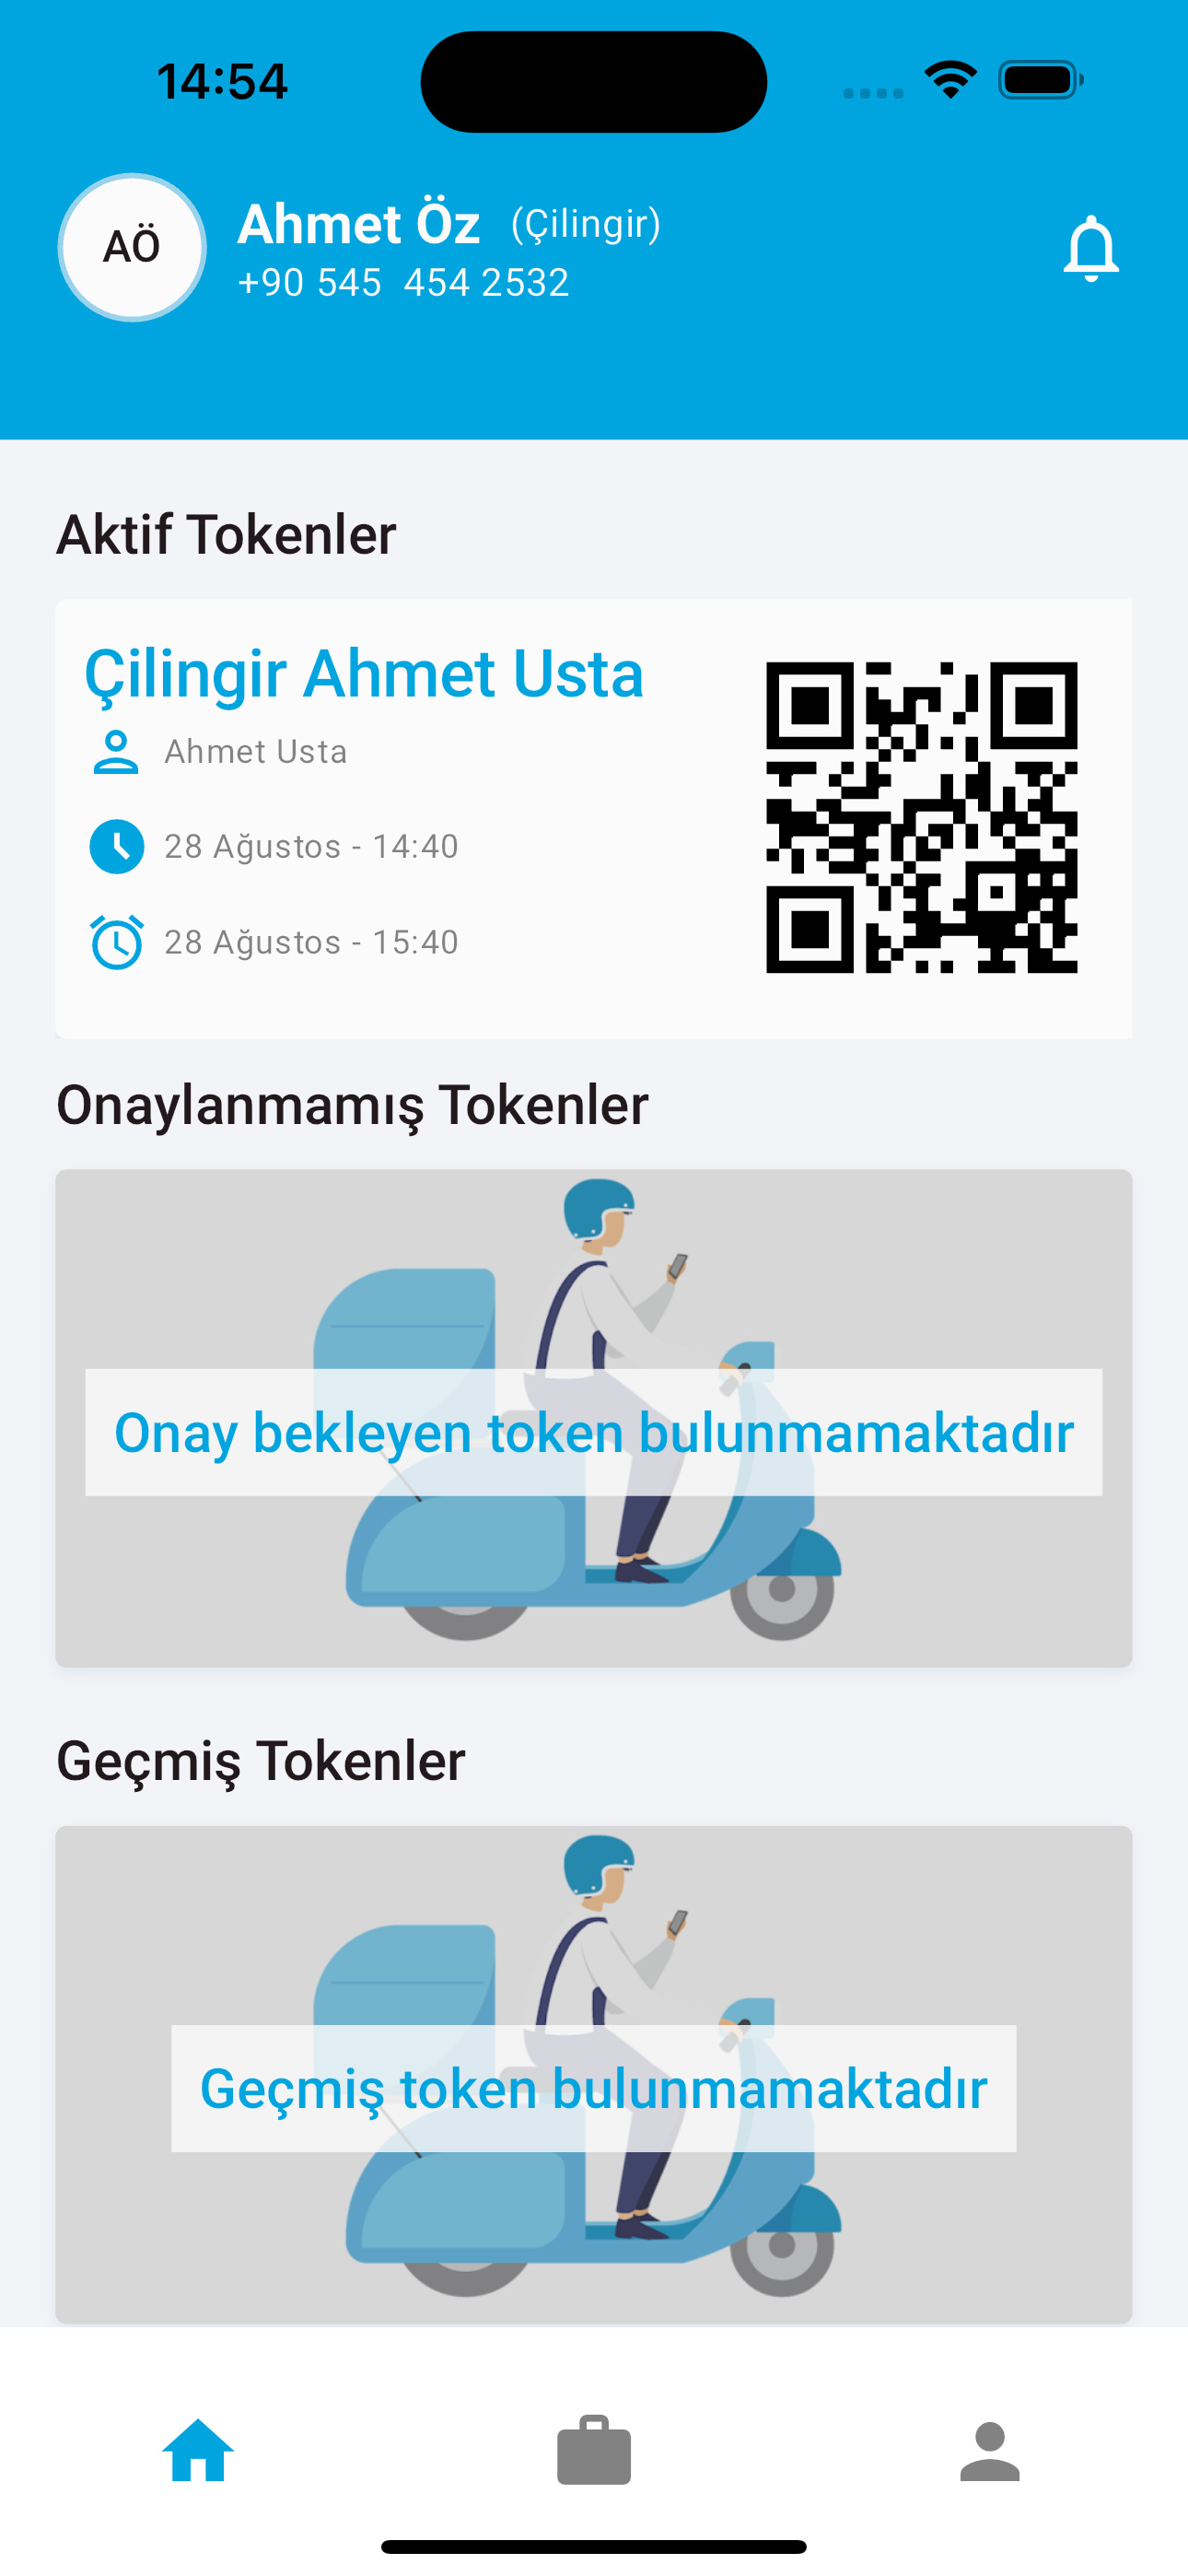 14:54
AÖ
Ahmet Öz (Çilingir)
+90 545 454 2532
Aktif Tokenler
Çilingir Ahmet Usta
Ahmet Usta
28 Ağustos - 14:40
28 Ağustos - 15:40
Onaylanmamış Tokenler
Onay bekleyen token bulunmamaktadır
Geçmiş Tokenler
Geçmiş token bulunmamaktadır